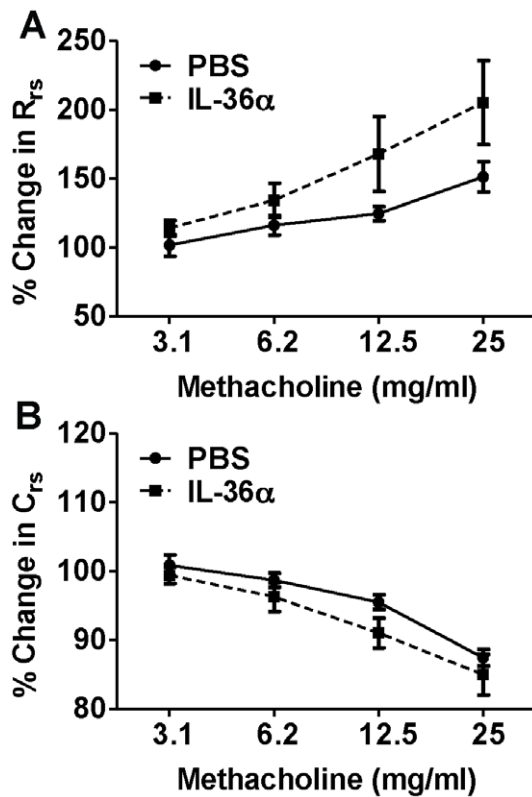 A
250
200
150
100
50
% Change in Rrs
PBS
IL-36α
3.1 6.2 12.5 25
Methacholine (mg/ml)
B
120
110
100
90
80
% Change in Crs
PBS
IL-36α
3.1 6.2 12.5 25
Methacholine (mg/ml)